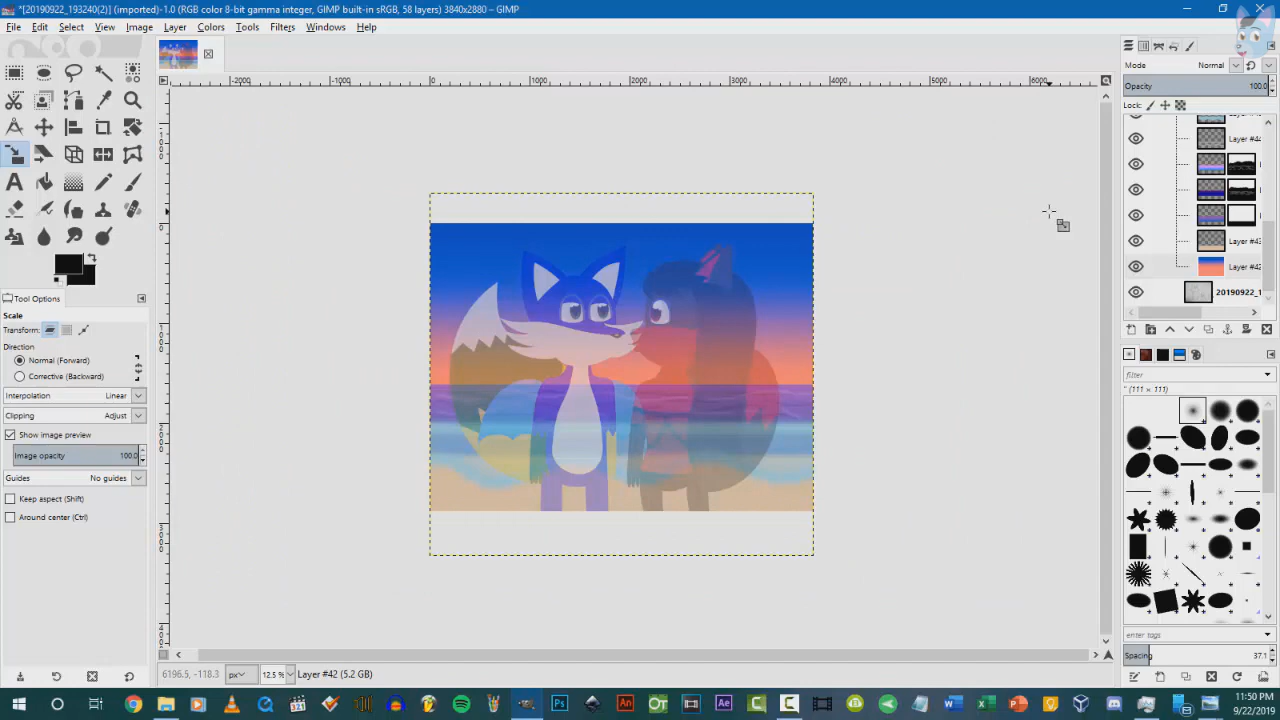 *[20190922_193240(2)] (imported)-1.0 (RGB color 8-bit gamma integer, GIMP built-in sRGB, 58 layers) 3840x2880 – GIMP
File Edit Select View Image Layer Colors Tools Filters Windows Help
Mode Normal
Opacity 100.0
Lock:
-2000 -1000 0 1000 2000 3000 4000 5000 6000
Layer #44
Layer #43
Layer #42
20190922_1
Tool Options
Scale
Transform:
Direction
Normal (Forward)
Corrective (Backward)
Interpolation Linear
Clipping Adjust
Show image preview
Image opacity 100.0
Guides No guides
Keep aspect (Shift)
Around center (Ctrl)
filter
* (111 × 111)
enter tags
Spacing 37.1
6196.5, -118.3 px 12.5 % Layer #42 (5.2 GB)
11:50 PM
9/22/2019